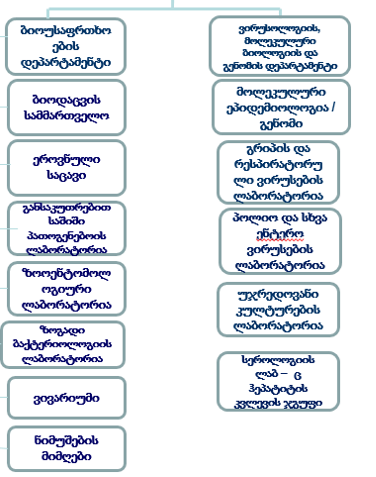 ბიოუსაფრთხო
ების
დეპარტამენტი
ბიოდაცვის
სამმართველო
ეროვნული
საცავი
განსაკუთრებით
საშიში
პათოგენების
ლაბორატორია
ზოოენტომოლ
ოგიური
ლაბორატორია
ზოგადი
ბაქტერიოლოგიის
ლაბორატორია
ვივარიუმი
ნიმუშების
მიმღები
ვირუსოლოგიის,
მოლეკულური
ბიოლოგიის და
გენომის დეპარტამენტი
მოლეკულური
ეპიდემიოლოგია /
გენომი
გრიპის და
რესპირატორუ
ლი ვირუსების
ლაბორატორია
პოლიო და სხვა
ენტერო
ვირუსების
ლაბორატორია
უჯრედოვანი
კულტურების
ლაბორატორია
სეროლოგიის
ლაბ – C
ჰეპატიტის
კვლევის ჯგუფი